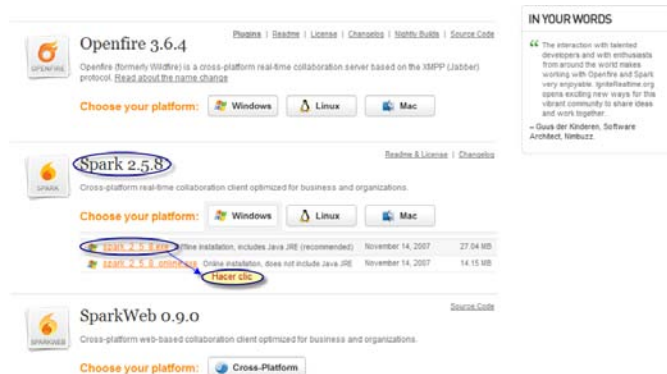 Openfire 3.6.4
Plugins | Readme | License | Changelog | Nightly Builds | Source Code
OPENFIRE
Openfire (formerly Wildfire) is a cross-platform real-time collaboration server based on the XMPP (Jabber)
protocol. Read about the name change
Choose your platform: Windows Linux Mac
Spark 2.5.8
Readme & License | Changelog
SPARK
Cross-platform real-time collaboration client optimized for business and organizations.
Choose your platform: Windows Linux Mac
spark_2_5_8.exe Offline installation, includes Java JRE (recommended) November 14, 2007 27.04 MB
spark_2_5_8_online.exe Online installation, does not include Java JRE November 14, 2007 14.15 MB
Hacer clic
SparkWeb 0.9.0
Source Code
SPARKWEB
Cross-platform web-based collaboration client optimized for business and organizations.
Choose your platform: Cross-Platform
IN YOUR WORDS
“ The interaction with talented
developers and with enthusiasts
from around the world makes
working with Openfire and Spark
very enjoyable. IgniteRealtime.org
opens exciting new ways for this
vibrant community to share ideas
and work together.
– Guus der Kinderen, Software
Architect, Nimbuzz.